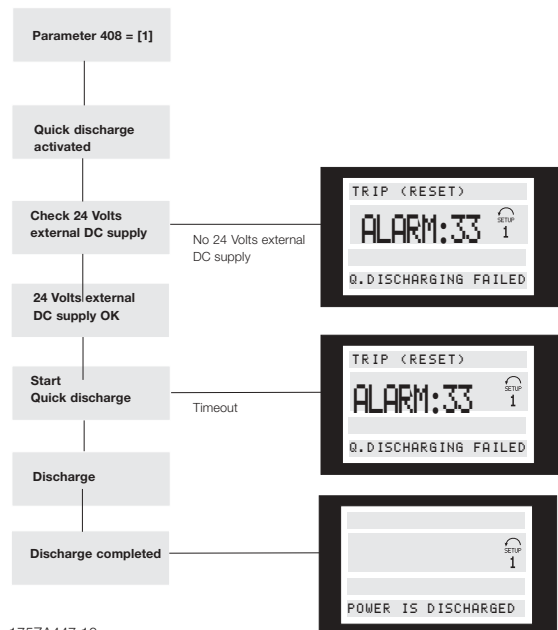 Parameter 408 = [1]
Quick discharge
activated
Check 24 Volts
external DC supply
No 24 Volts external
DC supply
TRIP (RESET)
ALARM:33
SETUP
1
Q.DISCHARGING FAILED
24 Volts external
DC supply OK
Start
Quick discharge
Timeout
TRIP (RESET)
ALARM:33
SETUP
1
Q.DISCHARGING FAILED
Discharge
Discharge completed
SETUP
1
POWER IS DISCHARGED